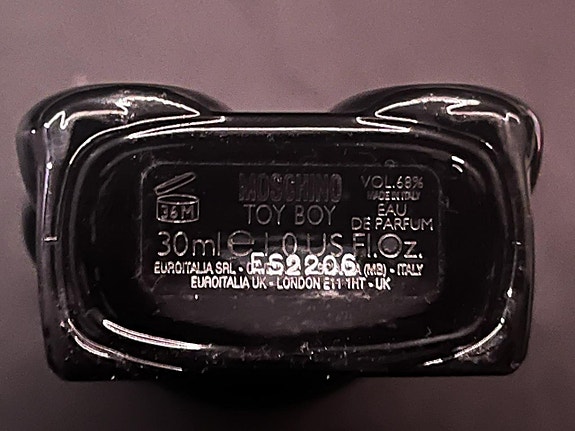 36M
MOSCHINO
TOY BOY
VOL.68%
MADE IN ITALY
EAU
DE PARFUM
30ml e 1.0 US Fl.Oz.
EUROITALIA SRL - (MB) - ITALY
ES2206
EUROITALIA UK - LONDON E11 1HT - UK